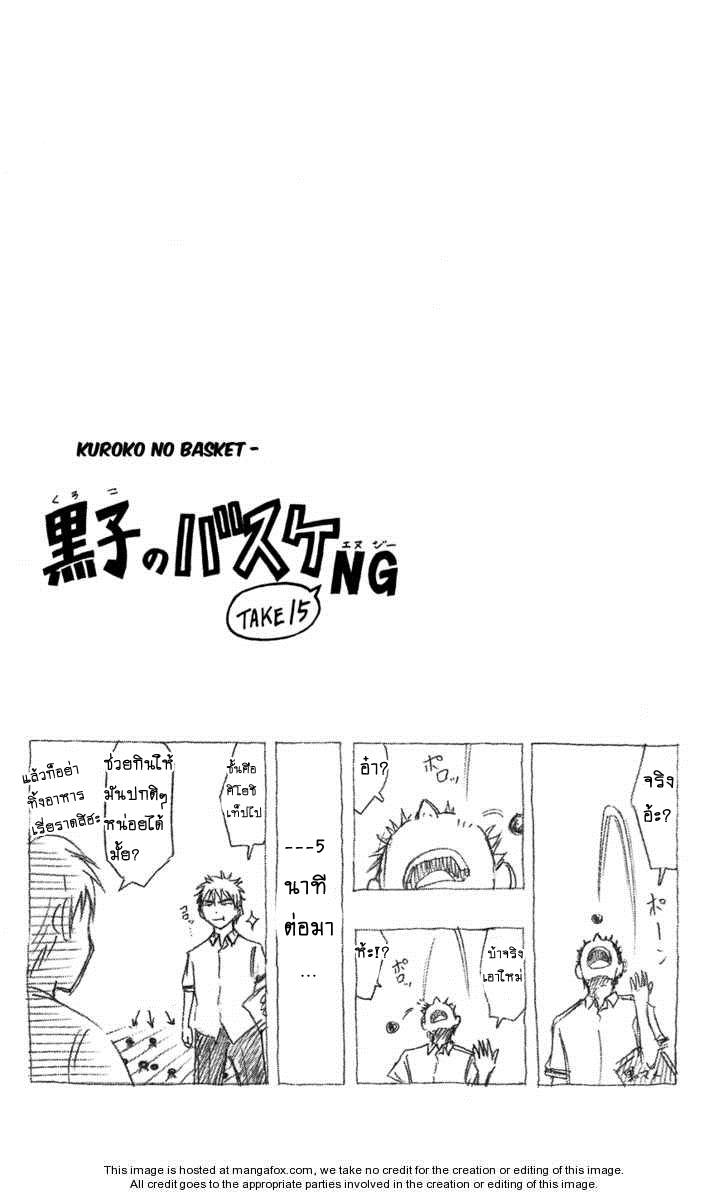 KUROKO NO BASKET -
くろこ
黒子のバスケ
エヌ ジー
NG
TAKE 15
จริง
อ้ะ?
ポーン
อ๋า?
ポロッ
บ้าจริง
เอาใหม่
หึ้ะ!?
ポロッ
---5
นาที
ต่อมา
...
ชั้นคือ
คิโยชิ
เท็ปไป
ช่วยกินให้
มันปาดิๆ
หน่อยได้
มั้ย?
แล้วก็อย่า
ทิ้งอาหาร
เรี่ยราดสิฮะ
This image is hosted at mangafox.com, we take no credit for the creation or editing of this image.
All credit goes to the appropriate parties involved in the creation or editing of this image.